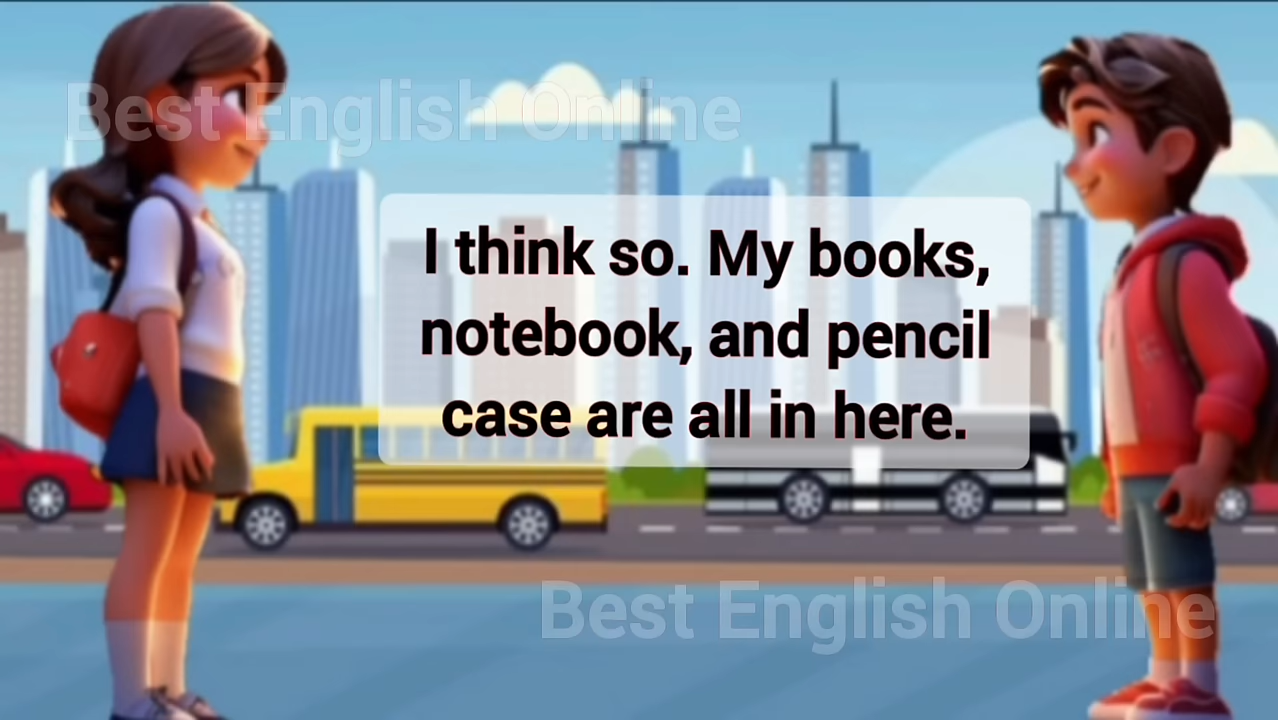 Best English Online
I think so. My books,
notebook, and pencil
case are all in here.
Best English Online